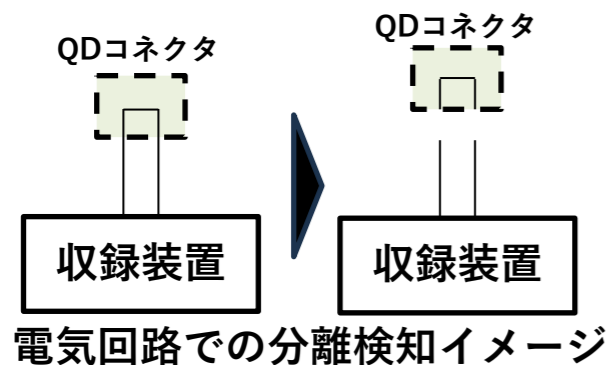 QDコネクタ
QDコネクタ
収録装置
収録装置
電気回路での分離検知イメージ